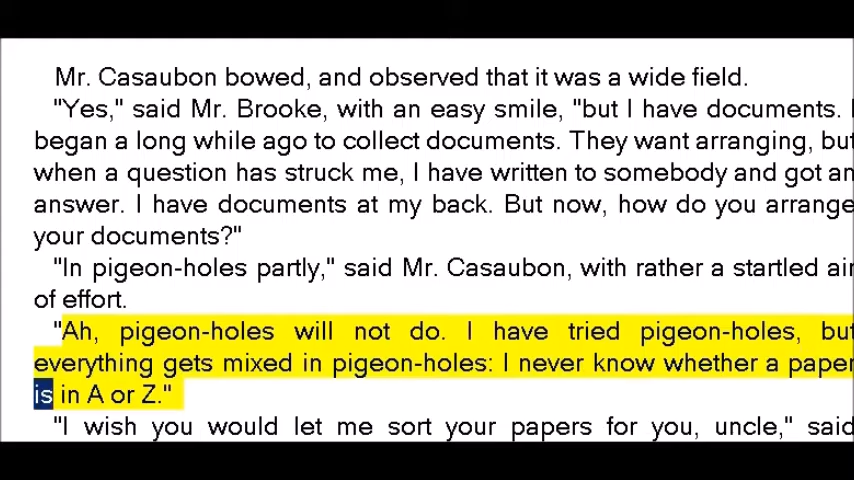 Mr. Casaubon bowed, and observed that it was a wide field.
"Yes," said Mr. Brooke, with an easy smile, "but I have documents. I
began a long while ago to collect documents. They want arranging, but
when a question has struck me, I have written to somebody and got an
answer. I have documents at my back. But now, how do you arrange
your documents?"
"In pigeon-holes partly," said Mr. Casaubon, with rather a startled air
of effort.
"Ah, pigeon-holes will not do. I have tried pigeon-holes, but
everything gets mixed in pigeon-holes: I never know whether a paper
is in A or Z."
"I wish you would let me sort your papers for you, uncle," said